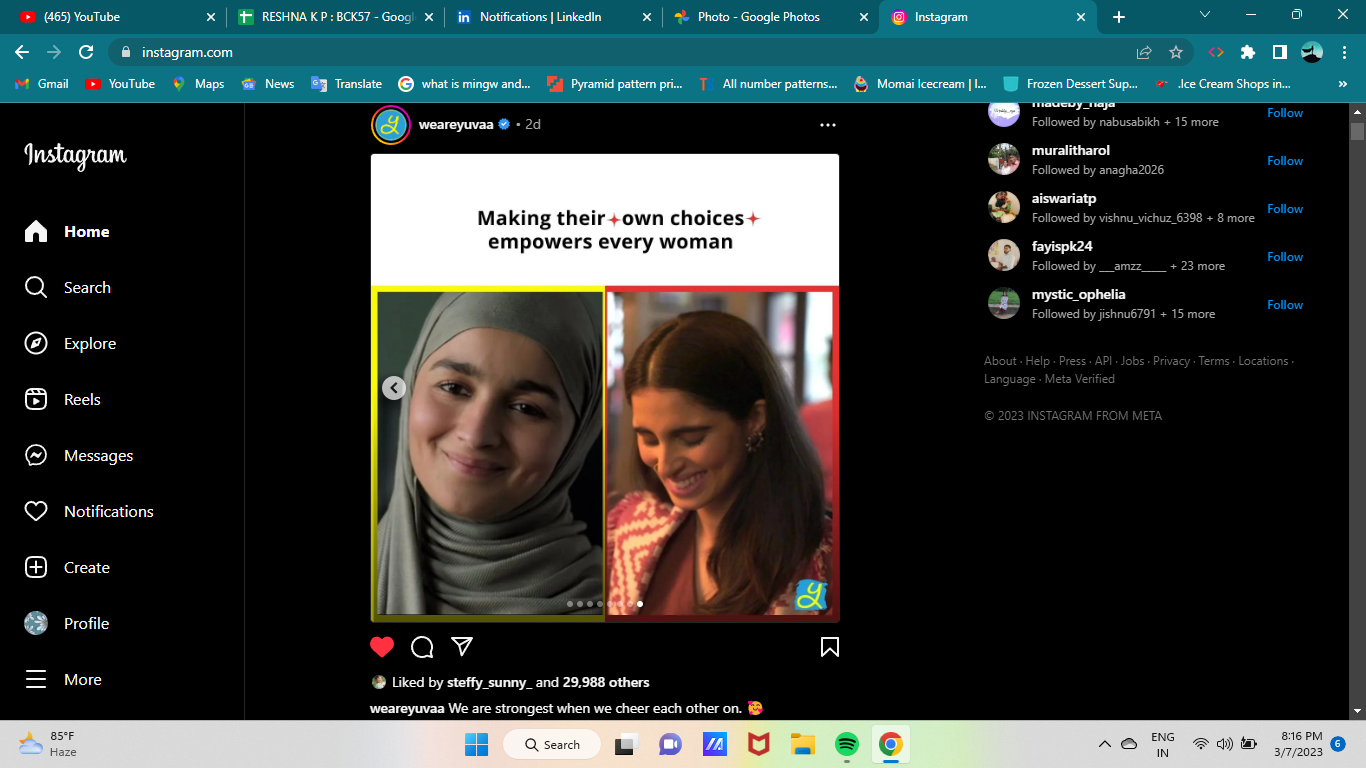 (465) YouTube
RESHNA K P : BCK57 - Googl
Notifications | LinkedIn
Photo - Google Photos
Instagram
instagram.com
Gmail
YouTube
Maps
News
Translate
what is mingw and...
Pyramid pattern pri...
All number patterns...
Momai Icecream | I...
Frozen Dessert Sup...
.Ice Cream Shops in...
Instagram
Home
Search
Explore
Reels
Messages
Notifications
Create
Profile
More
weareyuvaa • 2d
Making their own choices
empowers every woman
Liked by steffy_sunny_ and 29,988 others
weareyuvaa We are strongest when we cheer each other on. 🥰
madeby_naja
Followed by nabusabikh + 15 more
Follow
muralitharol
Followed by anagha2026
Follow
aiswariatp
Followed by vishnu_vichuz_6398 + 8 more
Follow
fayispk24
Follow
mystic_ophelia
Followed by jishnu6791 + 15 more
Follow
About · Help · Press · API · Jobs · Privacy · Terms · Locations ·
Language · Meta Verified
© 2023 INSTAGRAM FROM META
85°F
Haze
Search
ENG
IN
8:16 PM
3/7/2023
6